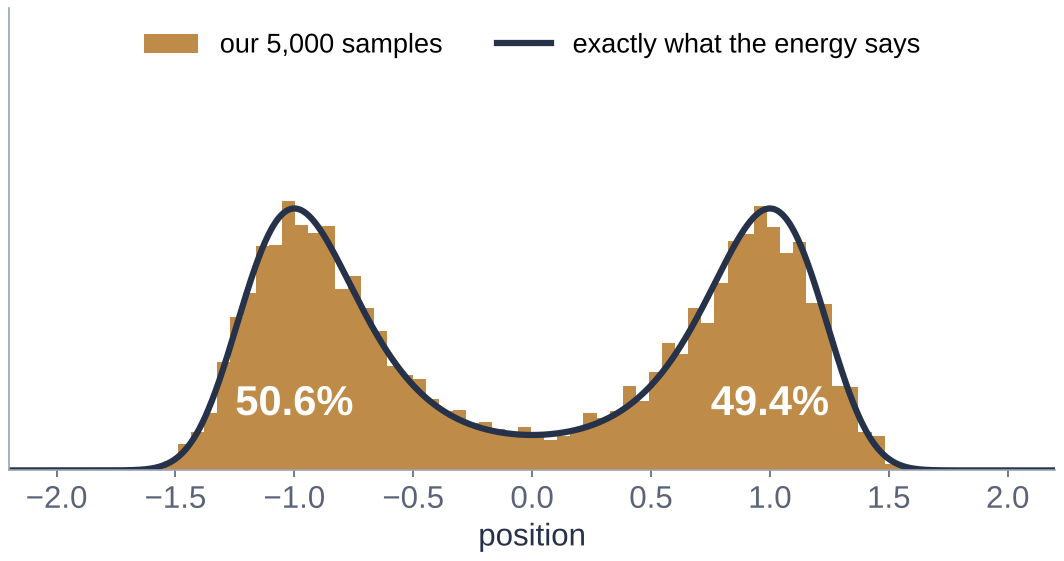 our 5,000 samples exactly what the energy says
50.6% 49.4%
−2.0 −1.5 −1.0 −0.5 0.0 0.5 1.0 1.5 2.0
position